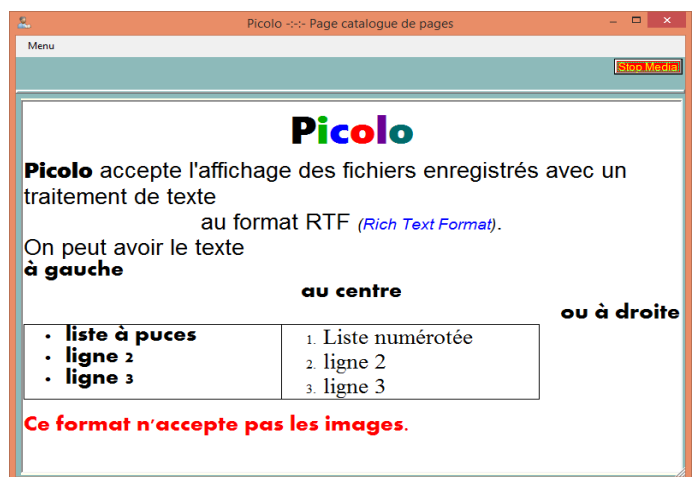 Picolo -:-:- Page catalogue de pages
Menu
Stop Media
Picolo
Picolo accepte l'affichage des fichiers enregistrés avec un
traitement de texte
au format RTF (Rich Text Format).
On peut avoir le texte
à gauche
au centre
ou à droite
• liste à puces
• ligne 2
• ligne 3
1. Liste numérotée
2. ligne 2
3. ligne 3
Ce format n'accepte pas les images.